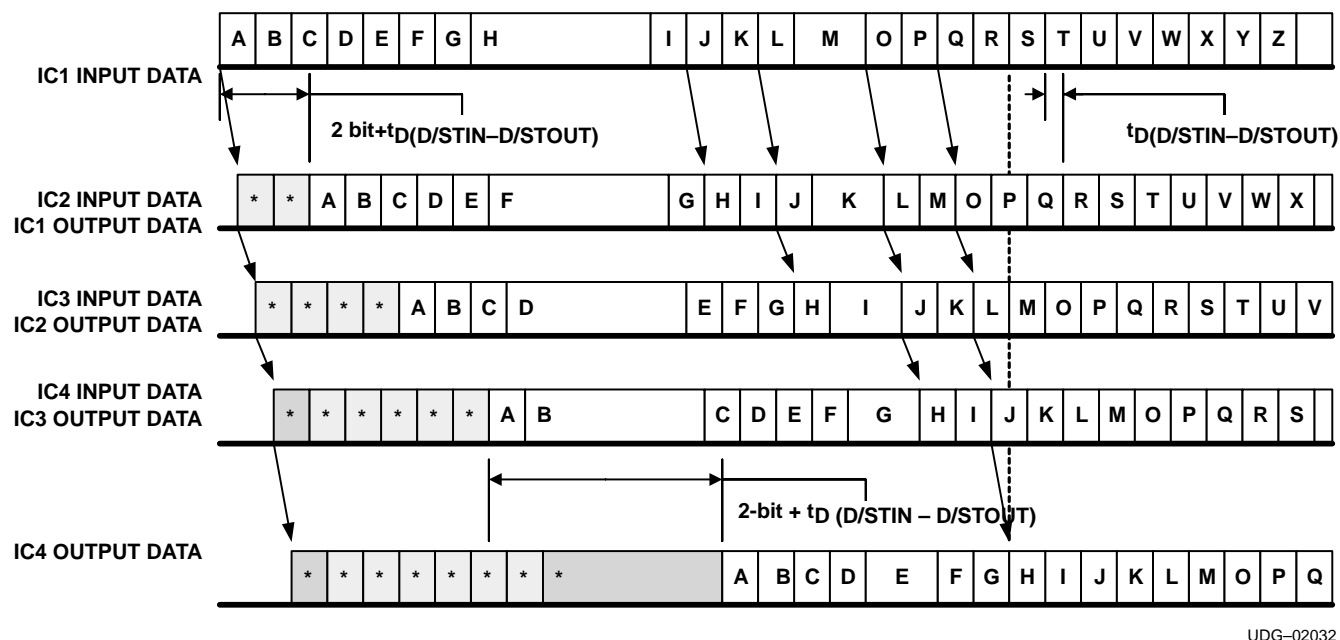 A B C D E F G H I J K L M O P Q R S T U V W X Y Z
IC1 INPUT DATA
2 bit+tD(D/STIN–D/STOUT)
tD(D/STIN–D/STOUT)
IC2 INPUT DATA
IC1 OUTPUT DATA
* * A B C D E F G H I J K L M O P Q R S T U V W X
IC3 INPUT DATA
IC2 OUTPUT DATA
* * * * A B C D E F G H I J K L M O P Q R S T U V
IC4 INPUT DATA
IC3 OUTPUT DATA
* * * * * * A B C D E F G H I J K L M O P Q R S
2-bit + tD (D/STIN – D/STOUT)
IC4 OUTPUT DATA
* * * * * * * * A B C D E F G H I J K L M O P Q
UDG–02032